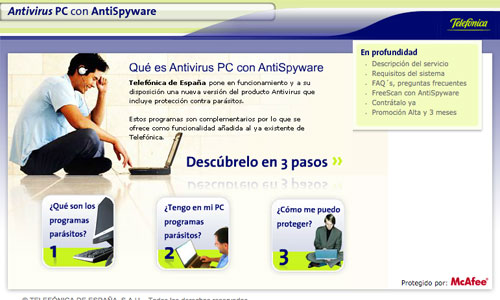 Antivirus PC con AntiSpyware
Telefónica
Qué es Antivirus PC con AntiSpyware
Telefónica de España pone en funcionamiento y a su
disposición una nueva versión del producto Antivirus que
incluye protección contra parásitos.
Estos programas son complementarios por lo que se
ofrece como funcionalidad añadida al ya existente de
Telefónica.
Descúbrelo en 3 pasos »
En profundidad
Descripción del servicio
Requisitos del sistema
FAQ´s, preguntas frecuentes
FreeScan con AntiSpyware
Contrátalo ya
Promoción Alta y 3 meses
¿Qué son los
programas
parásitos?
1
¿Tengo en mi PC
programas
parásitos?
2
¿Cómo me puedo
proteger?
3
Protegido por: McAfee
© TELEFÓNICA DE ESPAÑA, S.A.U. Todos los derechos reservados